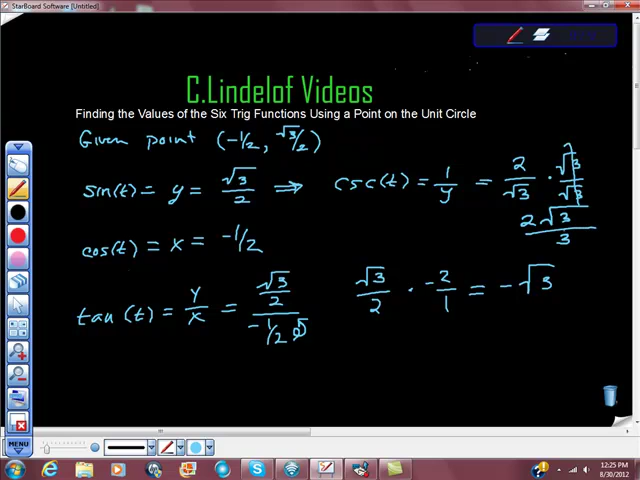 StarBoard Software [Untitled]
C.Lindelof Videos
Finding the Values of the Six Trig Functions Using a Point on the Unit Circle
Given point (-1/2, √3/2)
sin(t) = y = √3/2 ⇒ csc(t) = 1/y = 2/√3 · √3/√3
2√3/3
cos(t) = x = -1/2
tan(t) = y/x = (√3/2)/(-1/2) √3/2 · -2/1 = -√3
MENU
12:25 PM
8/30/2012